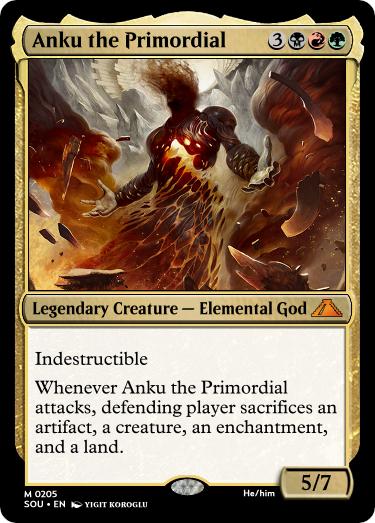 Anku the Primordial 3
Legendary Creature — Elemental God
Indestructible
Whenever Anku the Primordial
attacks, defending player sacrifices an
artifact, a creature, an enchantment,
and a land.
5/7
M 0205
SOU • EN YIGIT KOROGLU
He/him